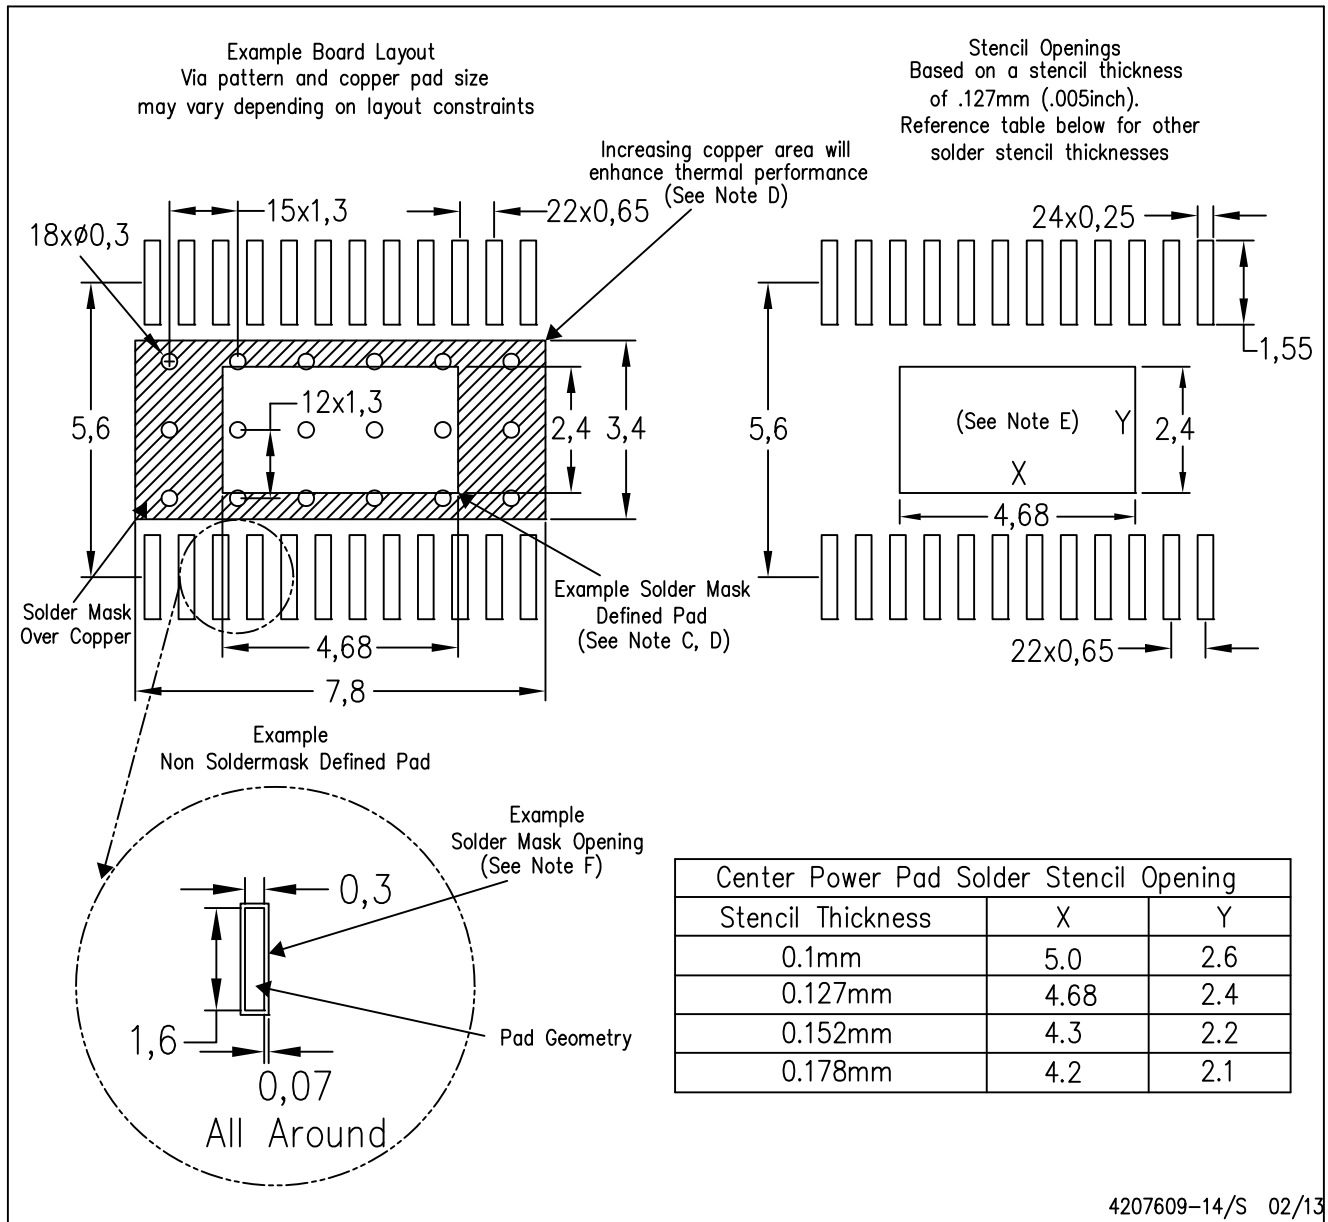 Example Board Layout
Via pattern and copper pad size
may vary depending on layout constraints
Stencil Openings
Based on a stencil thickness
of .127mm (.005inch).
Reference table below for other
solder stencil thicknesses
Increasing copper area will
enhance thermal performance
(See Note D)
15x1,3
22x0,65
18xø0,3
24x0,25
1,55
5,6
12x1,3
2,4
3,4
5,6
(See Note E)
Y
X
2,4
4,68
Solder Mask
Over Copper
Example Solder Mask
Defined Pad
(See Note C, D)
4,68
7,8
22x0,65
Example
Non Soldermask Defined Pad
Example
Solder Mask Opening
(See Note F)
0,3
1,6
Pad Geometry
0,07
All Around
Center Power Pad Solder Stencil Opening
Stencil Thickness X Y
0.1mm 5.0 2.6
0.127mm 4.68 2.4
0.152mm 4.3 2.2
0.178mm 4.2 2.1
4207609-14/S 02/13